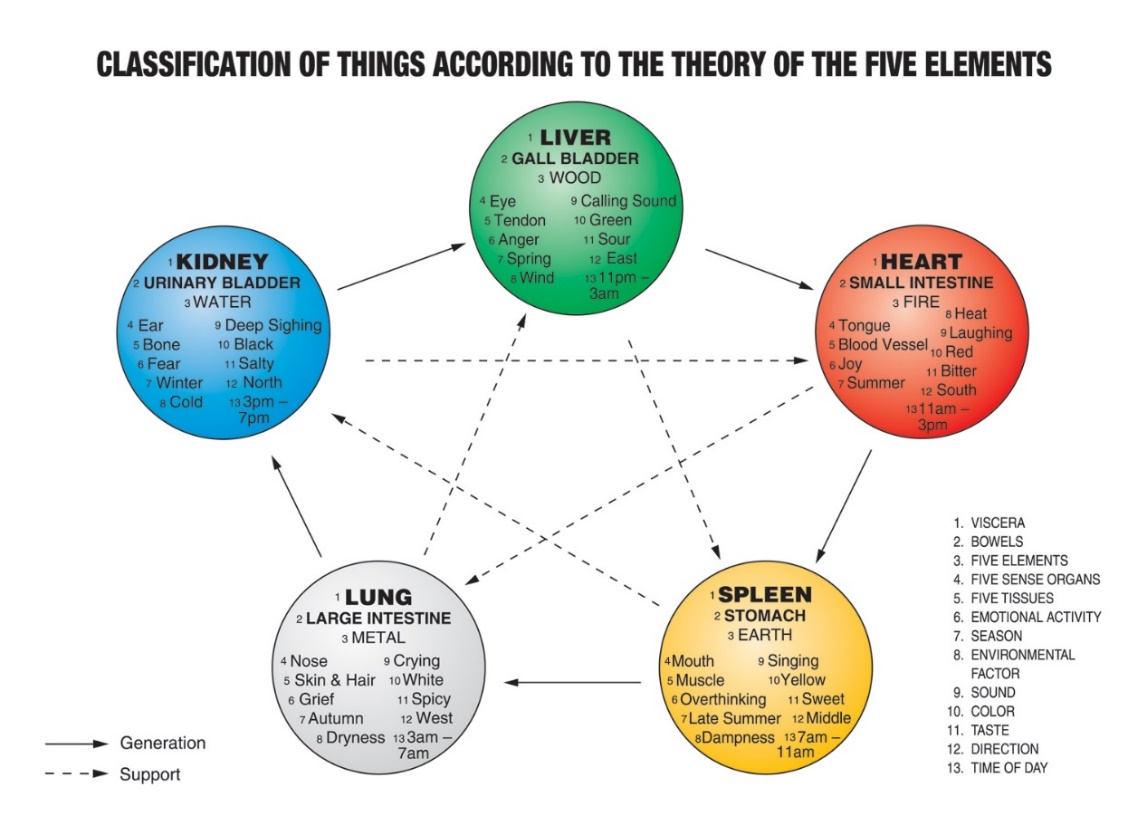 CLASSIFICATION OF THINGS ACCORDING TO THE THEORY OF THE FIVE ELEMENTS
1 LIVER
2 GALL BLADDER
3 WOOD
4 Eye
5 Tendon
6 Anger
7 Spring
8 Wind
9 Calling Sound
10 Green
11 Sour
12 East
13 11pm –
3am
1 KIDNEY
2 URINARY BLADDER
3 WATER
4 Ear
5 Bone
6 Fear
7 Winter
8 Cold
9 Deep Sighing
10 Black
11 Salty
12 North
13 3pm –
7pm
1 HEART
2 SMALL INTESTINE
3 FIRE
4 Tongue
5 Blood Vessel
6 Joy
7 Summer
8 Heat
9 Laughing
10 Red
11 Bitter
12 South
13 11am –
3pm
1 LUNG
2 LARGE INTESTINE
3 METAL
4 Nose
5 Skin & Hair
6 Grief
7 Autumn
8 Dryness
9 Crying
10 White
11 Spicy
12 West
13 3am –
7am
1 SPLEEN
2 STOMACH
3 EARTH
4 Mouth
5 Muscle
6 Overthinking
7 Late Summer
8 Dampness
9 Singing
10 Yellow
11 Sweet
12 Middle
13 7am –
11am
1. VISCERA
2. BOWELS
3. FIVE ELEMENTS
4. FIVE SENSE ORGANS
5. FIVE TISSUES
6. EMOTIONAL ACTIVITY
7. SEASON
8. ENVIRONMENTAL
FACTOR
9. SOUND
10. COLOR
11. TASTE
12. DIRECTION
13. TIME OF DAY
Generation
Support